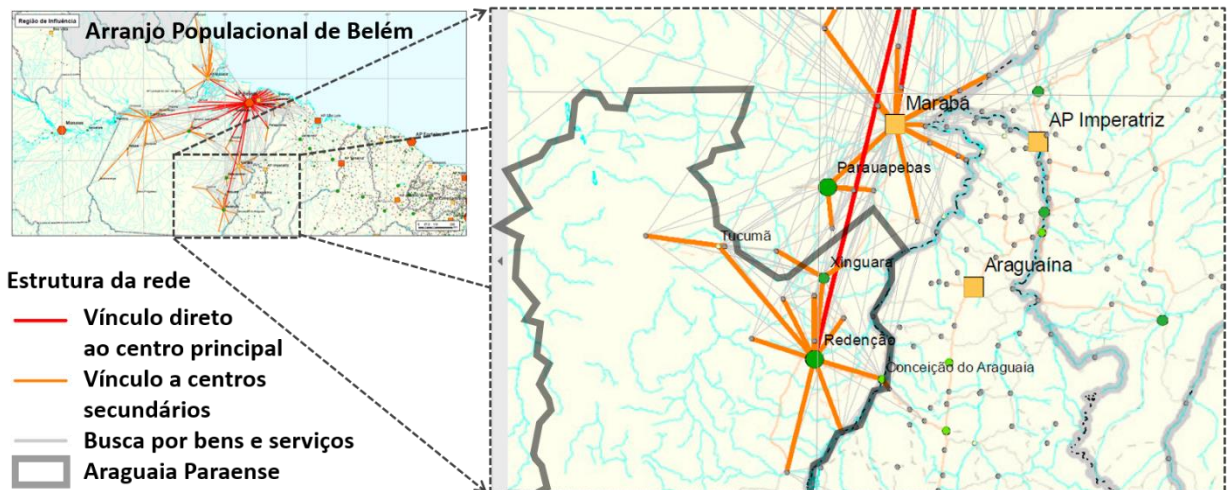 Região de Influência
Arranjo Populacional de Belém
Manaus
Estrutura da rede
Vínculo direto
ao centro principal
Vínculo a centros
secundários
Busca por bens e serviços
Araguaia Paraense
Marabá
AP Imperatriz
Parauapebas
Tucumã
Xinguara
Araguaína
Redenção
Conceição do Araguaia